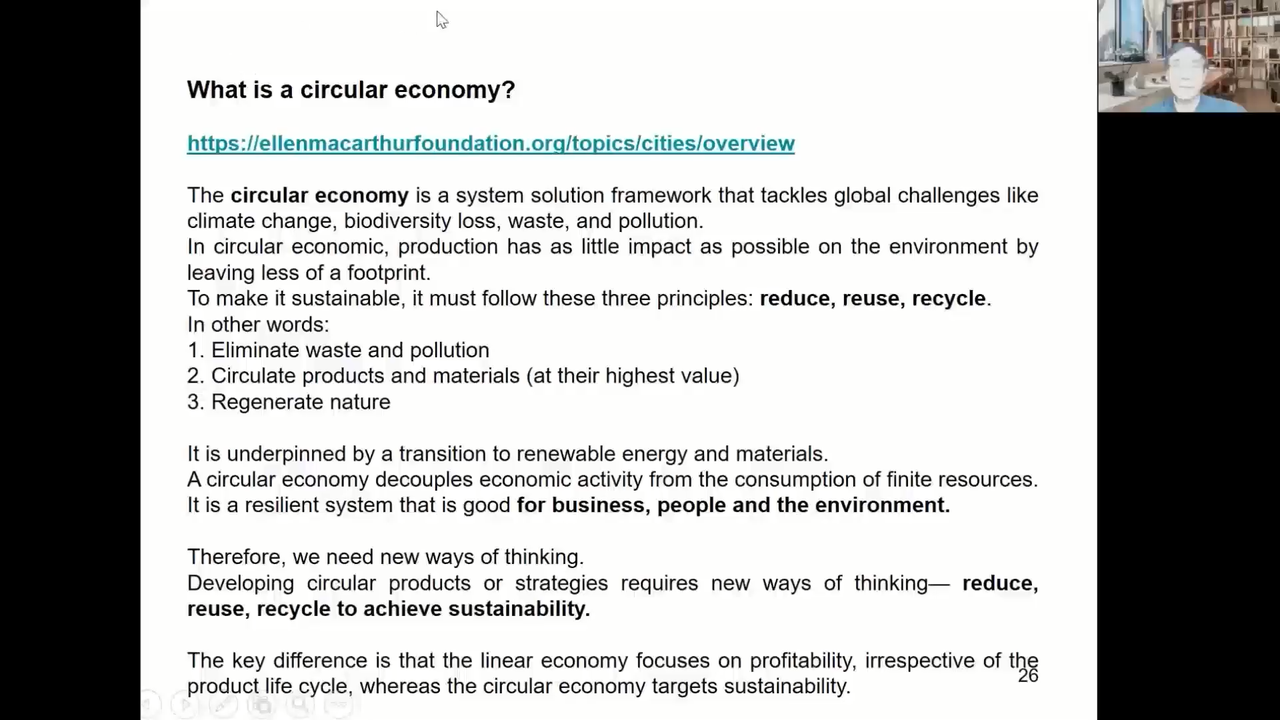 What is a circular economy?
https://ellenmacarthurfoundation.org/topics/cities/overview
The circular economy is a system solution framework that tackles global challenges like
climate change, biodiversity loss, waste, and pollution.
In circular economic, production has as little impact as possible on the environment by
leaving less of a footprint.
To make it sustainable, it must follow these three principles: reduce, reuse, recycle.
In other words:
1. Eliminate waste and pollution
2. Circulate products and materials (at their highest value)
3. Regenerate nature
It is underpinned by a transition to renewable energy and materials.
A circular economy decouples economic activity from the consumption of finite resources.
It is a resilient system that is good for business, people and the environment.
Therefore, we need new ways of thinking.
Developing circular products or strategies requires new ways of thinking— reduce,
reuse, recycle to achieve sustainability.
The key difference is that the linear economy focuses on profitability, irrespective of the
product life cycle, whereas the circular economy targets sustainability.
26